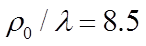 ρ₀ / λ = 8.5